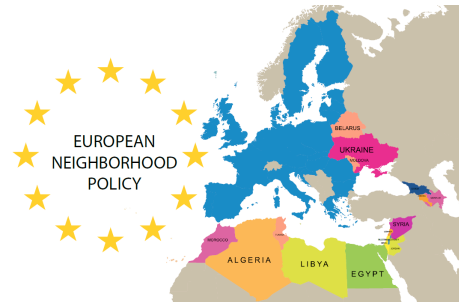 EUROPEAN
NEIGHBORHOOD
POLICY
BELARUS
UKRAINE
MOLDOVA
SYRIA
MOROCCO
ALGERIA
LIBYA
EGYPT